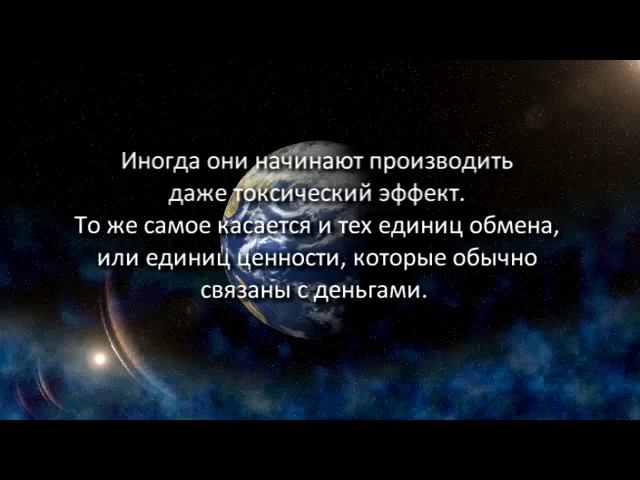 Иногда они начинают производить
даже токсический эффект.
То же самое касается и тех единиц обмена,
или единиц ценности, которые обычно
связаны с деньгами.